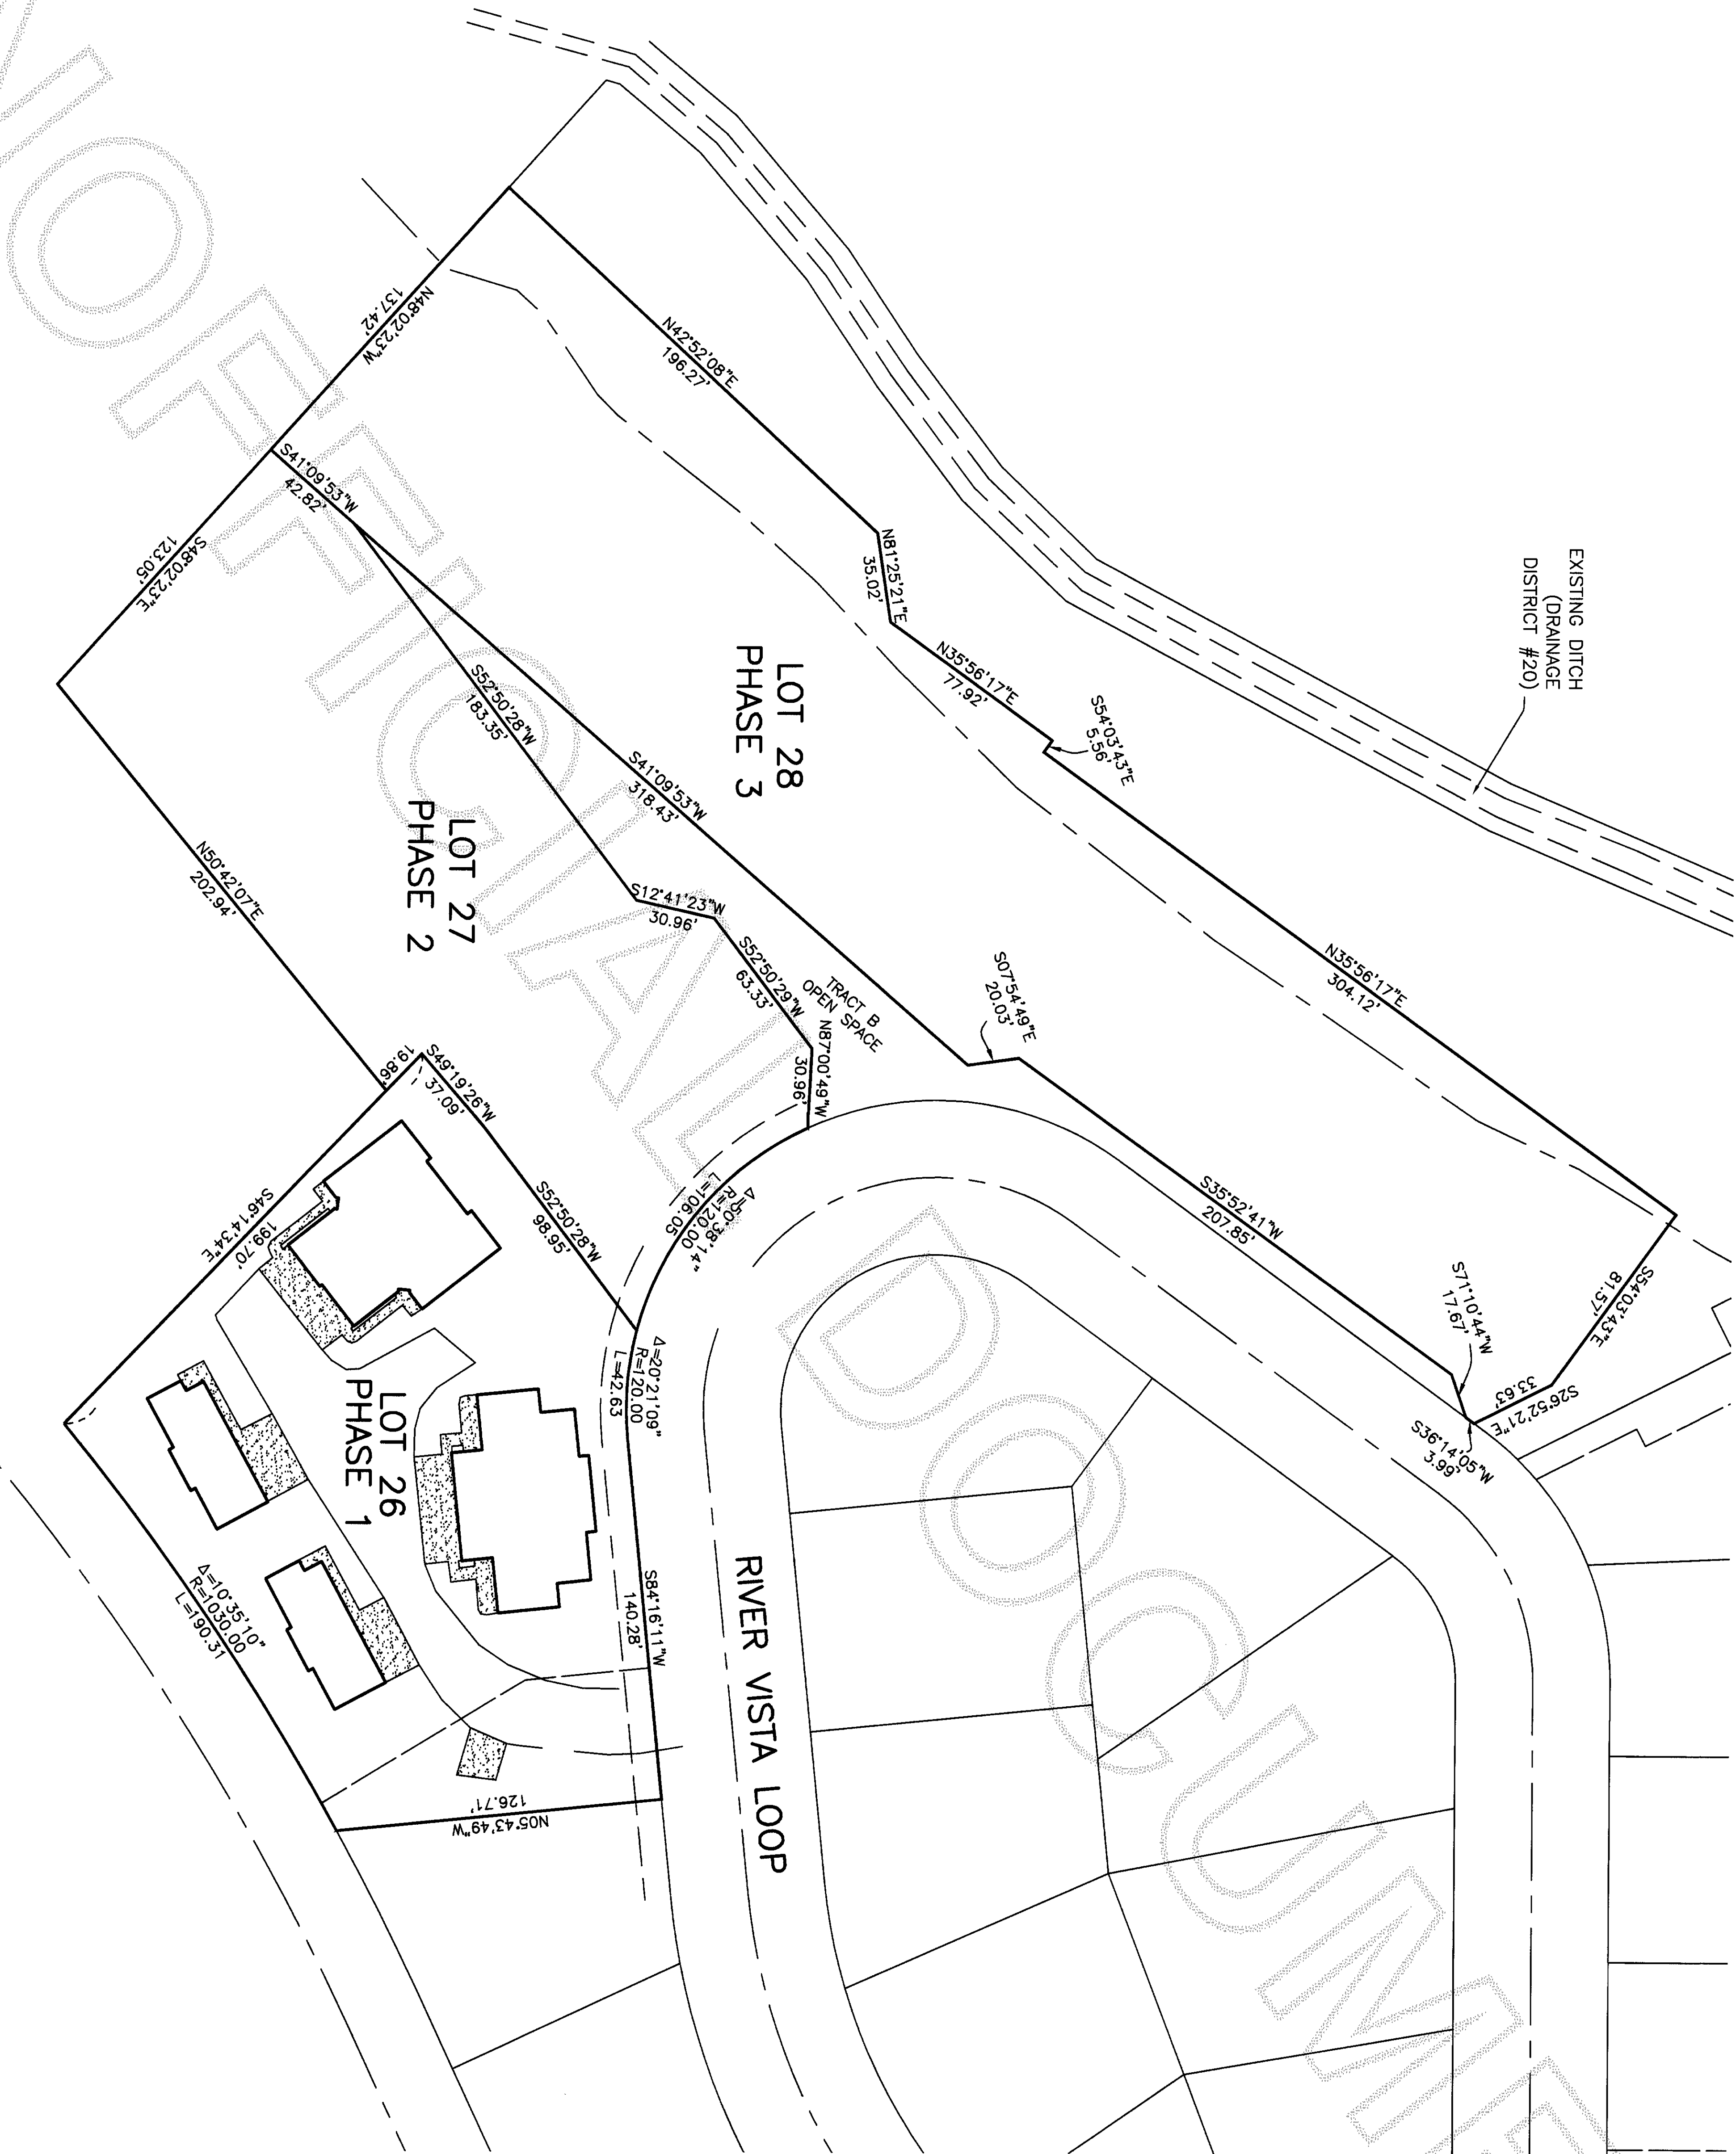 EXISTING DITCH
(DRAINAGE
DISTRICT #20)
N48°02'23"W
137.42'
N42°52'08"E
196.27'
N81°25'21"E
35.02'
N35°56'17"E
77.92'
S54°03'43"E
5.56'
N35°56'17"E
304.12'
S54°03'43"E
81.57'
S26°52'21"E
33.63'
S36°14'05"W
3.99'
S71°10'44"W
17.67'
S35°52'41"W
207.85'
S07°54'49"E
20.03'
S41°09'53"W
318.43'
S41°09'53"W
42.82'
LOT 28
PHASE 3
S48°02'23"E
123.05'
S52°50'28"W
183.35'
S12°41'23"W
30.96'
S52°50'29"W
63.33'
TRACT B
OPEN SPACE
N87°00'49"W
30.96'
LOT 27
PHASE 2
N50°42'07"E
202.94'
19.86'
S49°19'26"W
37.09'
S52°50'28"W
98.95'
Δ=50°38'14"
R=120.00
L=106.05
S46°14'34"E
199.70'
Δ=20°21'09"
R=120.00
L=42.63
LOT 26
PHASE 1
S84°16'11"W
140.28'
Δ=10°35'10"
R=1030.00
L=190.31
N05°43'49"W
126.71'
RIVER VISTA LOOP
NOFFICIAL DOCUME